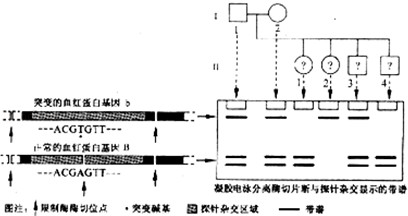 I
1
2
II
? ? ? ?
1 2 3 4
突变的血红蛋白基因 b
---ACGTGTT---
正常的血红蛋白基因 B
---ACGAGTT---
凝胶电泳分离酶切片断与探针杂交显示的带谱
图注: 限制酶酶切位点 • 突变碱基 探针杂交区域 带谱